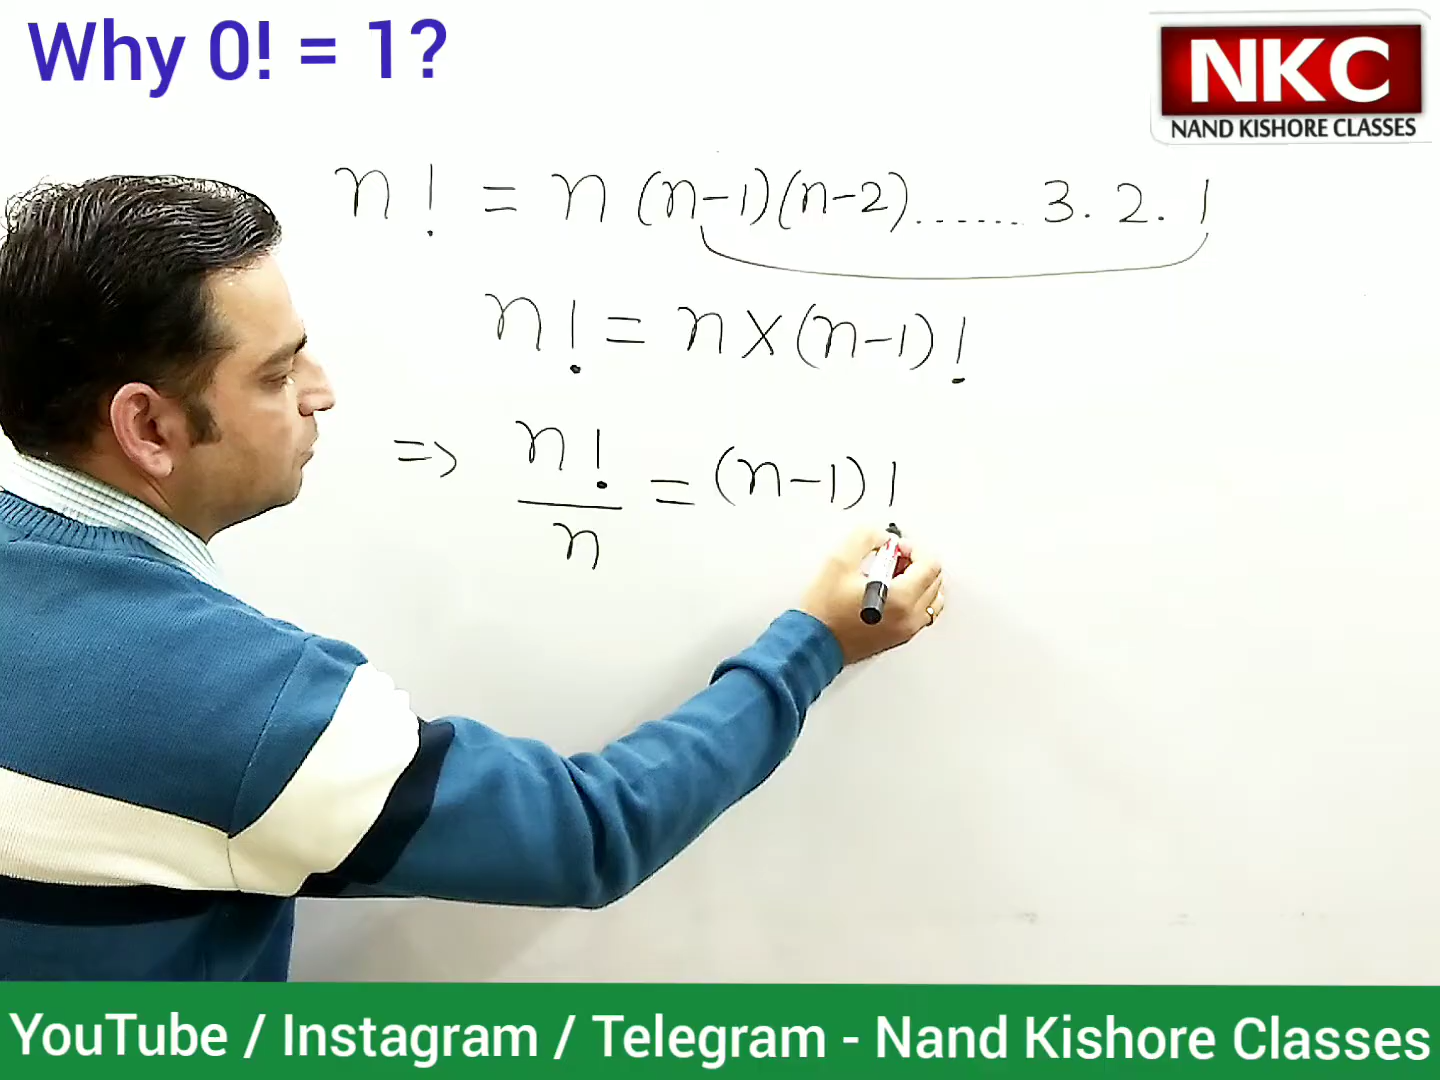 Why 0! = 1?
NKC
NAND KISHORE CLASSES
n! = n(n-1)(n-2)....... 3. 2. 1
n! = n×(n-1)!
=> n!/n = (n-1)!
YouTube / Instagram / Telegram - Nand Kishore Classes